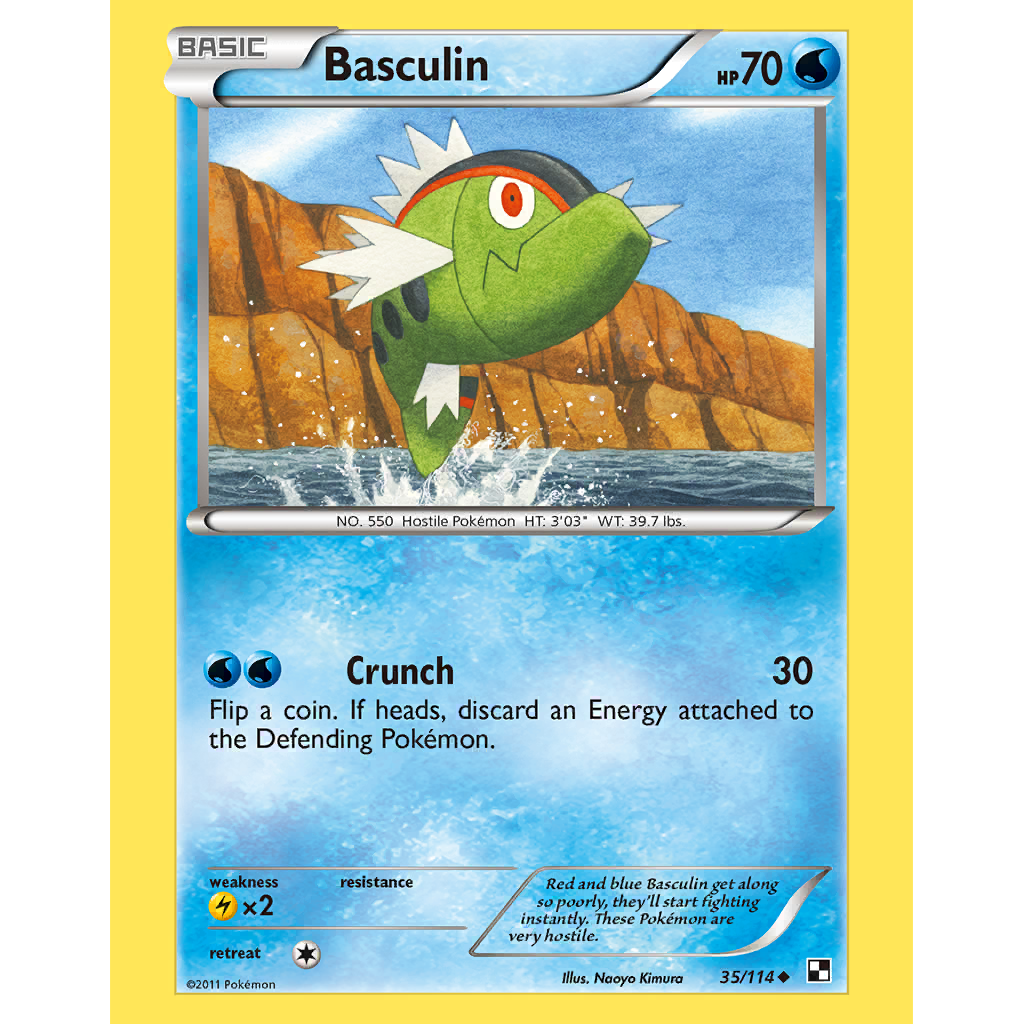 BASIC
Basculin
HP70
NO. 550 Hostile Pokémon HT: 3'03" WT: 39.7 lbs.
Crunch 30
Flip a coin. If heads, discard an Energy attached to
the Defending Pokémon.
weakness resistance
×2
retreat
Red and blue Basculin get along
so poorly, they'll start fighting
instantly. These Pokémon are
very hostile.
Illus. Naoyo Kimura 35/114
©2011 Pokémon